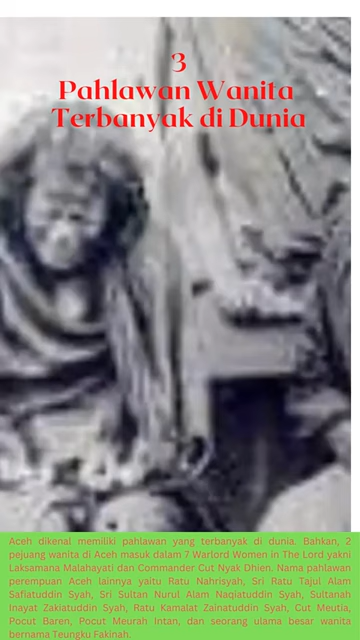 3
Pahlawan Wanita
Terbanyak di Dunia
Aceh dikenal memiliki pahlawan yang terbanyak di dunia. Bahkan, 2
pejuang wanita di Aceh masuk dalam 7 Warlord Women in The Lord yakni
Laksamana Malahayati dan Commander Cut Nyak Dhien. Nama pahlawan
perempuan Aceh lainnya yaitu Ratu Nahrisyah, Sri Ratu Tajul Alam
Safiatuddin Syah, Sri Sultan Nurul Alam Naqiatuddin Syah, Sultanah
Inayat Zakiatuddin Syah, Ratu Kamalat Zainatuddin Syah, Cut Meutia,
Pocut Baren, Pocut Meurah Intan, dan seorang ulama besar wanita
bernama Teungku Fakinah.